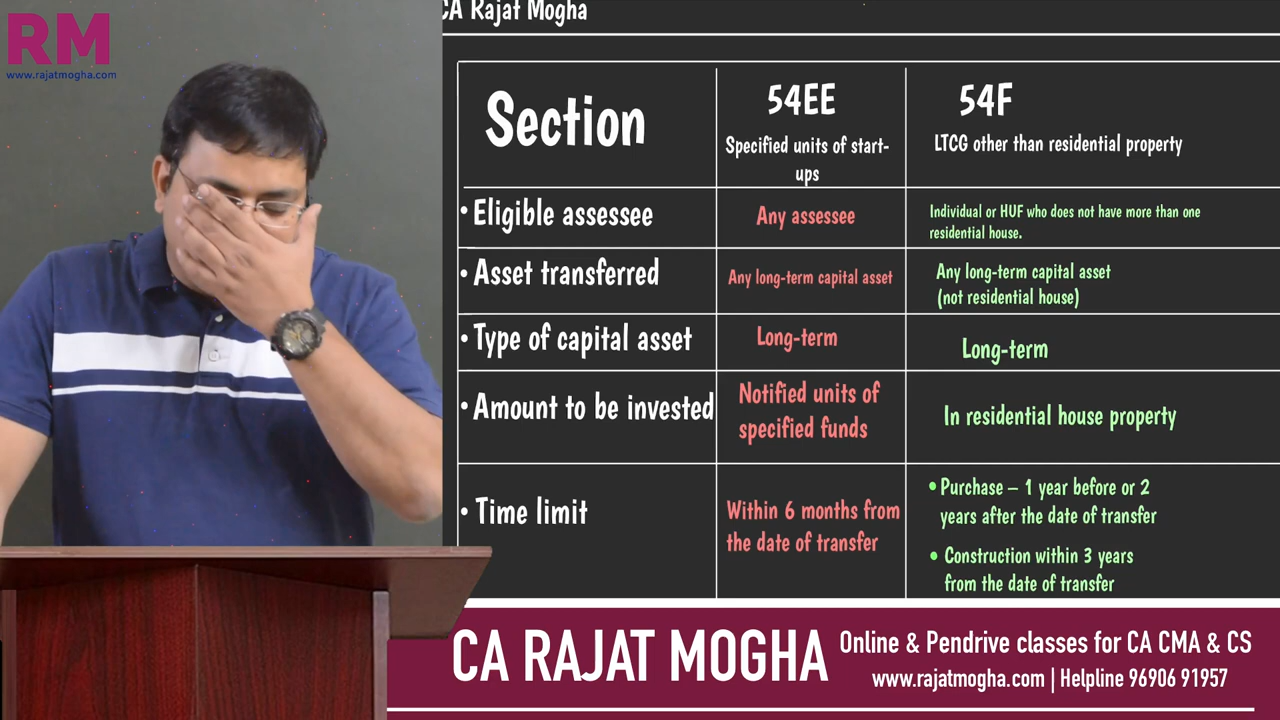 RM
www.rajatmogha.com
CA Rajat Mogha
Section
54EE
Specified units of start-
ups
54F
LTCG other than residential property
• Eligible assessee
Any assessee
Individual or HUF who does not have more than one
residential house.
• Asset transferred
Any long-term capital asset
Any long-term capital asset
(not residential house)
• Type of capital asset
Long-term
Long-term
• Amount to be invested
Notified units of
specified funds
In residential house property
• Time limit
Within 6 months from
the date of transfer
• Purchase – 1 year before or 2
years after the date of transfer
• Construction within 3 years
from the date of transfer
CA RAJAT MOGHA
Online & Pendrive classes for CA CMA & CS
www.rajatmogha.com | Helpline 96906 91957